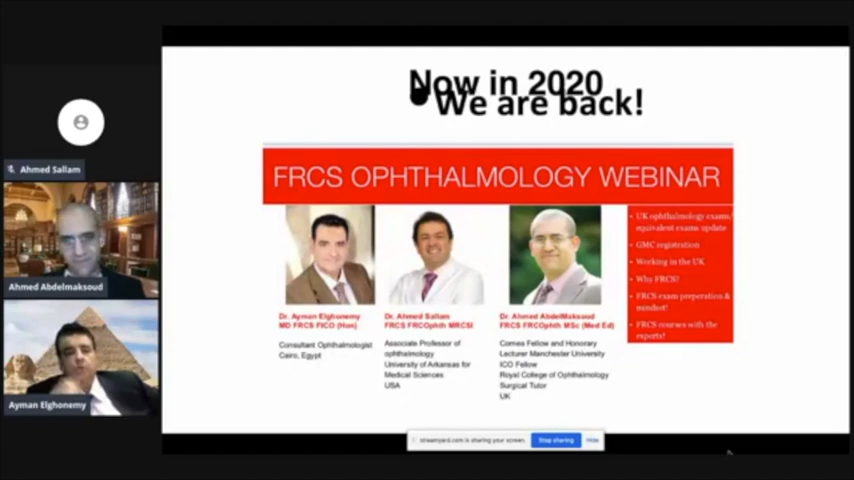 Now in 2020
• We are back!
FRCS OPHTHALMOLOGY WEBINAR
• UK ophthalmology exams/
equivalent exams update
• GMC registration
• Working in the UK
• Why FRCS?
• FRCS exam preperation &
mindset!
• FRCS courses with the
experts!
Dr. Ayman Elghonemy
MD FRCS FICO (Hon)
Consultant Ophthalmologist
Cairo, Egypt
Dr. Ahmed Sallam
FRCS FRCOphth MRCSI
Associate Professor of
ophthalmology
University of Arkansas for
Medical Sciences
USA
Dr. Ahmed AbdelMaksoud
FRCS FRCOphth MSc (Med Ed)
Cornea Fellow and Honorary
Lecturer Manchester University
ICO Fellow
Royal College of Ophthalmology
Surgical Tutor
UK
Ahmed Sallam
Ahmed Abdelmaksoud
Ayman Elghonemy
streamyard.com is sharing your screen.
Stop sharing
Hide